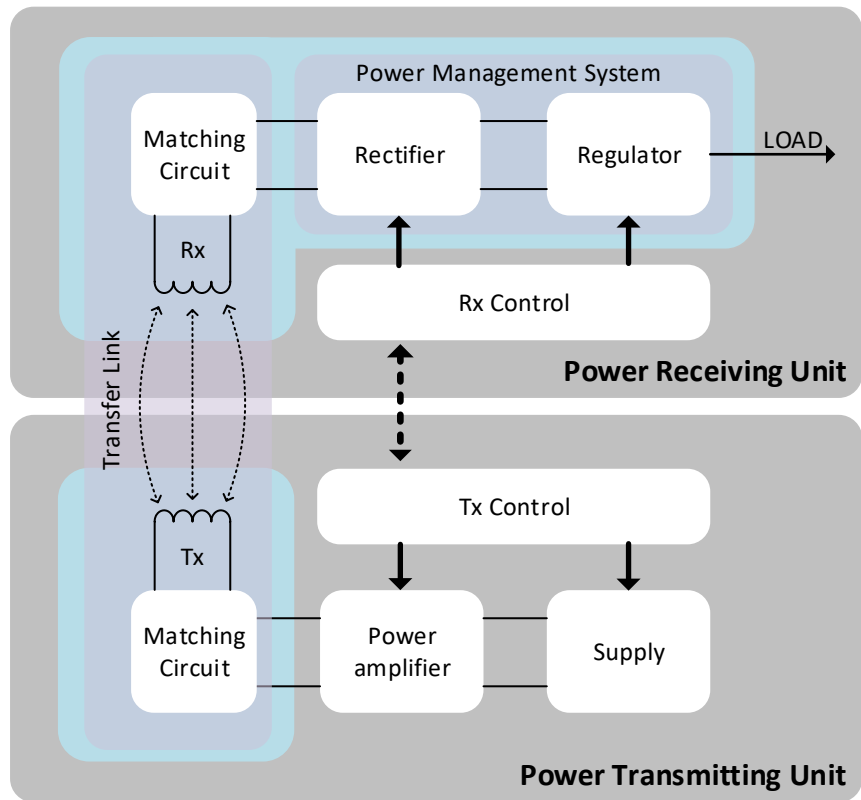 Power Management System
Matching
Circuit
Rectifier
Regulator
LOAD
Rx
Rx Control
Transfer Link
Power Receiving Unit
Tx Control
Tx
Matching
Circuit
Power
amplifier
Supply
Power Transmitting Unit